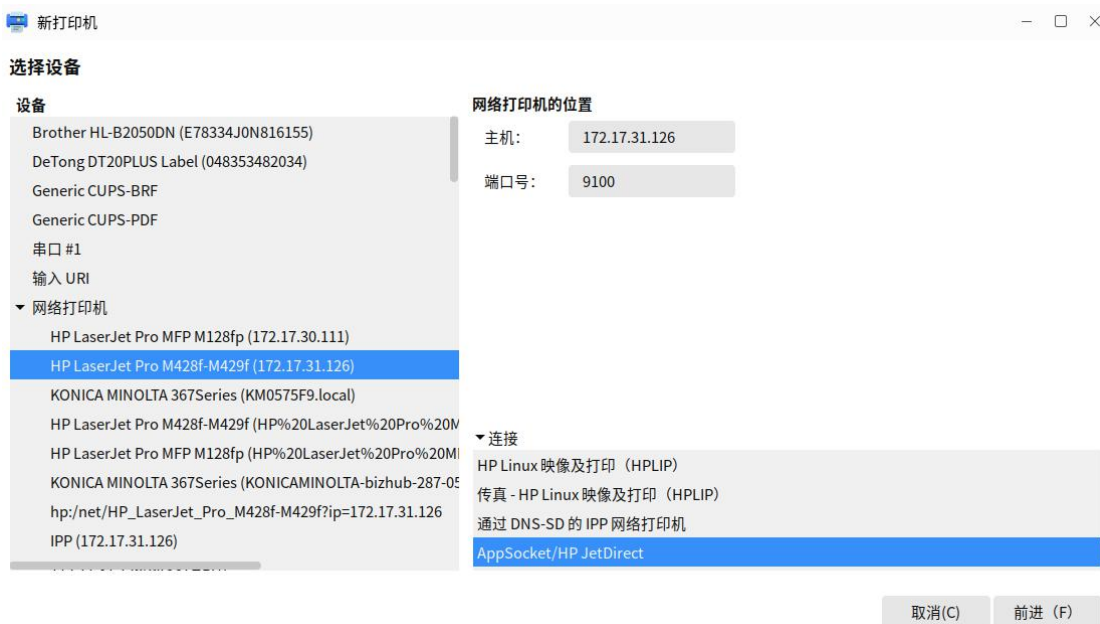 新打印机
选择设备
设备
Brother HL-B2050DN (E78334J0N816155)
DeTong DT20PLUS Label (048353482034)
Generic CUPS-BRF
Generic CUPS-PDF
串口 #1
输入 URI
网络打印机
HP LaserJet Pro MFP M128fp (172.17.30.111)
HP LaserJet Pro M428f-M429f (172.17.31.126)
KONICA MINOLTA 367Series (KM0575F9.local)
HP LaserJet Pro M428f-M429f (HP%20LaserJet%20Pro%20M
HP LaserJet Pro MFP M128fp (HP%20LaserJet%20Pro%20M
KONICA MINOLTA 367Series (KONICAMINOLTA-bizhub-287-05
hp:/net/HP_LaserJet_Pro_M428f-M429f?ip=172.17.31.126
IPP (172.17.31.126)
网络打印机的位置
主机: 172.17.31.126
端口号: 9100
连接
HP Linux 映像及打印（HPLIP）
传真 - HP Linux 映像及打印（HPLIP）
通过 DNS-SD 的 IPP 网络打印机
AppSocket/HP JetDirect
取消(C) 前进（F）